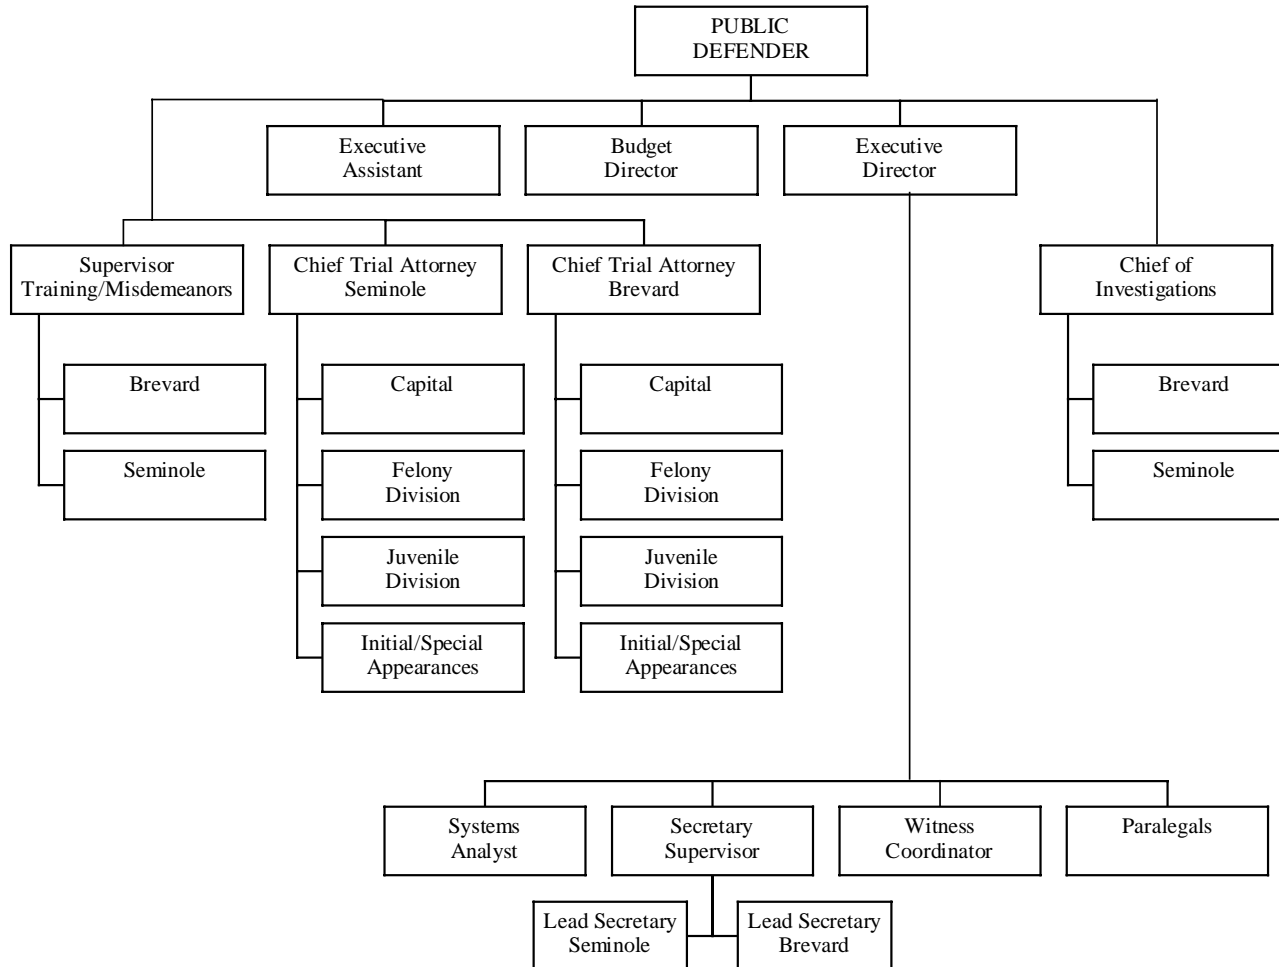 PUBLIC
DEFENDER
Executive
Assistant
Budget
Director
Executive
Director
Supervisor
Training/Misdemeanors
Chief Trial Attorney
Seminole
Chief Trial Attorney
Brevard
Chief of
Investigations
Brevard
Seminole
Capital
Felony
Division
Juvenile
Division
Initial/Special
Appearances
Capital
Felony
Division
Juvenile
Division
Initial/Special
Appearances
Brevard
Seminole
Systems
Analyst
Secretary
Supervisor
Witness
Coordinator
Paralegals
Lead Secretary
Seminole
Lead Secretary
Brevard